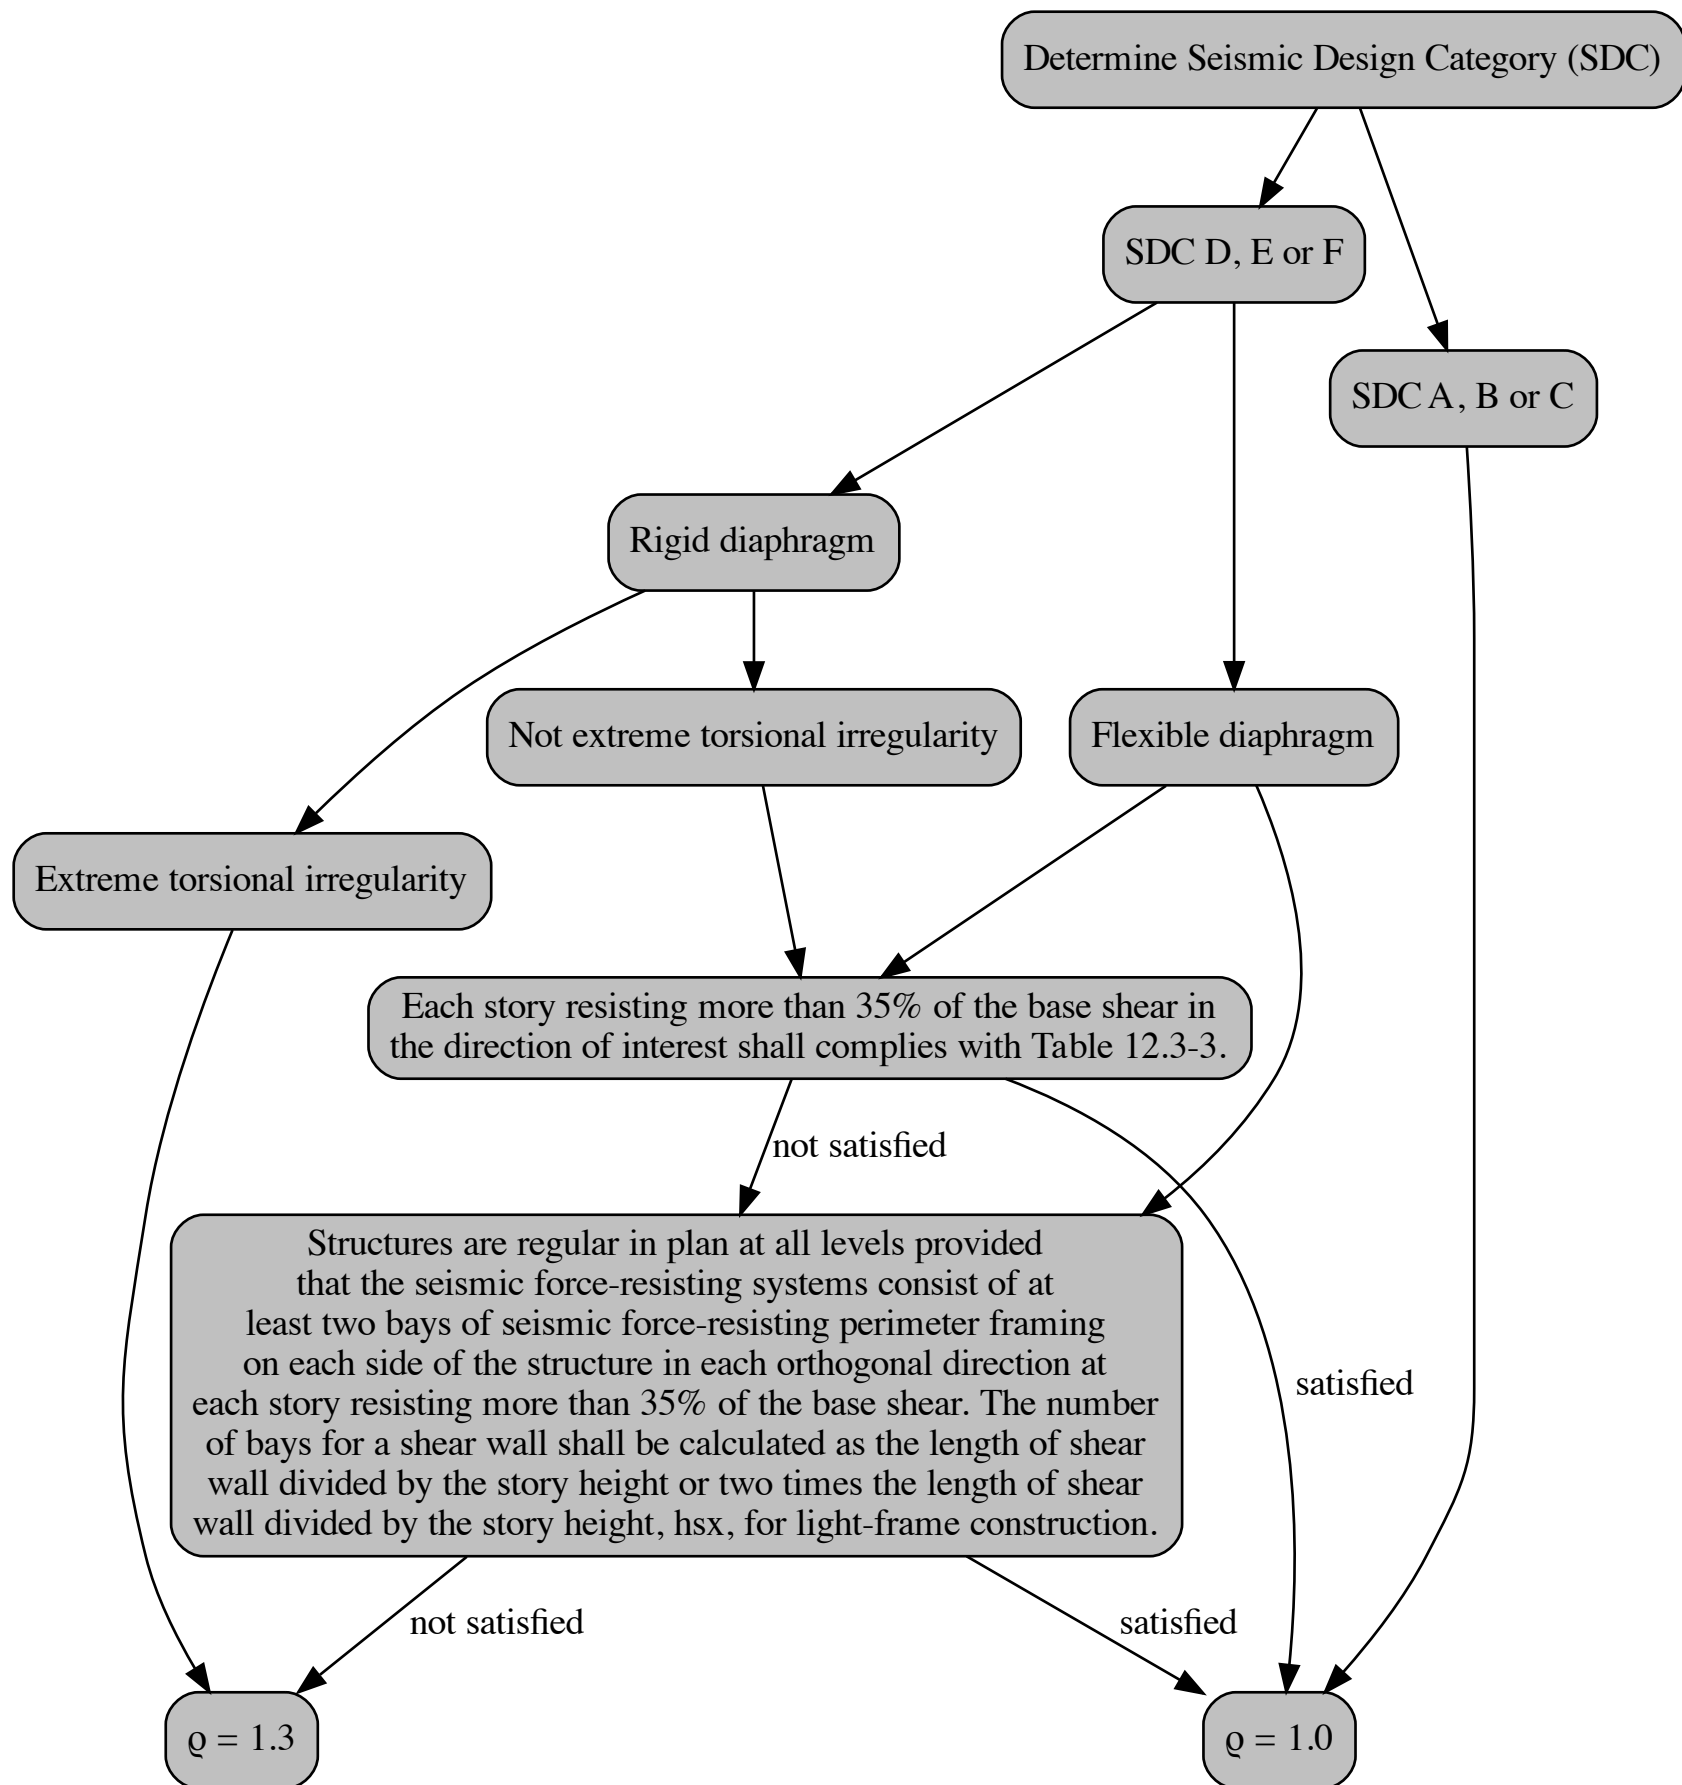 Determine Seismic Design Category (SDC)
SDC D, E or F
SDC A, B or C
Rigid diaphragm
Not extreme torsional irregularity
Flexible diaphragm
Extreme torsional irregularity
Each story resisting more than 35% of the base shear in
the direction of interest shall complies with Table 12.3-3.
not satisfied
Structures are regular in plan at all levels provided
that the seismic force-resisting systems consist of at
least two bays of seismic force-resisting perimeter framing
on each side of the structure in each orthogonal direction at
each story resisting more than 35% of the base shear. The number
of bays for a shear wall shall be calculated as the length of shear
wall divided by the story height or two times the length of shear
wall divided by the story height, hsx, for light-frame construction.
satisfied
not satisfied
satisfied
ϱ = 1.3
ϱ = 1.0